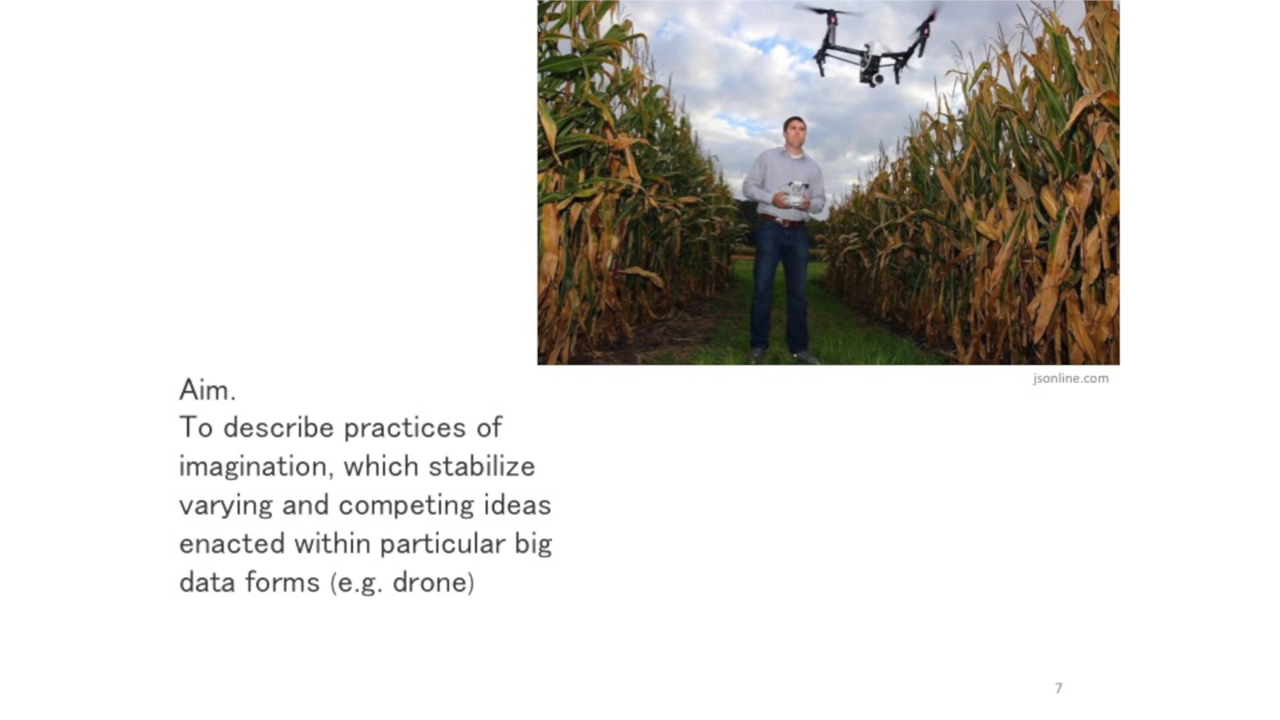 jsonline.com
Aim.
To describe practices of
imagination, which stabilize
varying and competing ideas
enacted within particular big
data forms (e.g. drone)
7